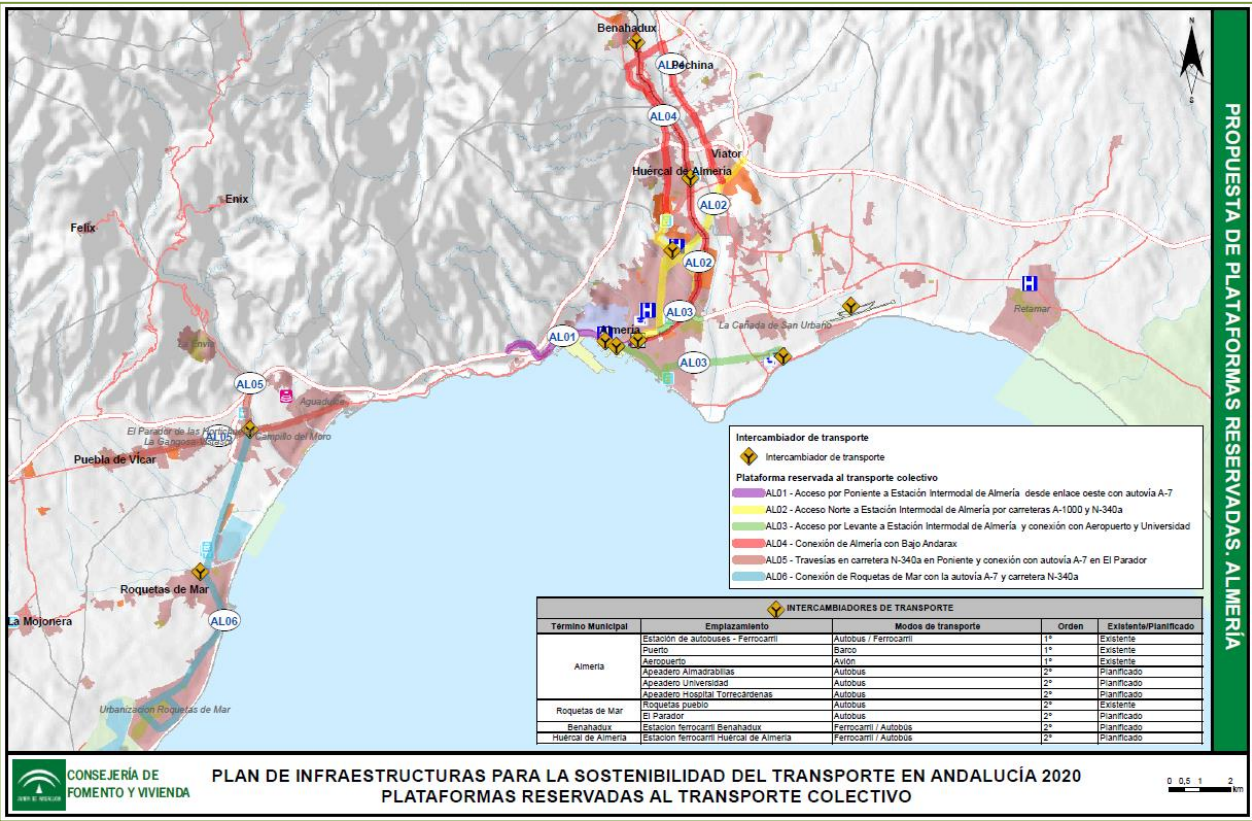 Benahadux
AL04
Pechina
N
S
AL04
Viator
Huércal de Almería
Enix
AL02
Felix
AL02
H
Retamar
H
AL03
La Cañada de San Urbano
AL01
Almería
La Envía
AL03
AL05
Aguadulce
El Parador de las Hortichuelas
La Gangosa-Vistasol
AL05
Campillo del Moro
Puebla de Vícar
Roquetas de Mar
La Mojonera
AL06
Urbanización Roquetas de Mar
PROPUESTA DE PLATAFORMAS RESERVADAS. ALMERÍA
Intercambiador de transporte
Intercambiador de transporte
Plataforma reservada al transporte colectivo
AL01 - Acceso por Poniente a Estación Intermodal de Almería desde enlace oeste con autovía A-7
AL02 - Acceso Norte a Estación Intermodal de Almería por carreteras A-1000 y N-340a
AL03 - Acceso por Levante a Estación Intermodal de Almería y conexión con Aeropuerto y Universidad
AL04 - Conexión de Almería con Bajo Andarax
AL05 - Travesías en carretera N-340a en Poniente y conexión con autovía A-7 en El Parador
AL06 - Conexión de Roquetas de Mar con la autovía A-7 y carretera N-340a
INTERCAMBIADORES DE TRANSPORTE
Término Municipal Emplazamiento Modos de transporte Orden Existente/Planificado
Almería Estación de autobuses - Ferrocarril Autobus / Ferrocarril 1º Existente
Puerto Barco 1º Existente
Aeropuerto Avión 1º Existente
Apeadero Almadrabillas Autobus 2º Planificado
Apeadero Universidad Autobus 2º Planificado
Apeadero Hospital Torrecárdenas Autobus 2º Planificado
Roquetas de Mar Roquetas pueblo Autobus 2º Existente
El Parador Autobus 2º Planificado
Benahadux Estacion ferrocarril Benahadux Ferrocarril / Autobús 2º Planificado
Huércal de Almería Estación ferrocarril Huércal de Almería Ferrocarril / Autobús 2º Planificado
JUNTA DE ANDALUCIA
CONSEJERÍA DE
FOMENTO Y VIVIENDA
PLAN DE INFRAESTRUCTURAS PARA LA SOSTENIBILIDAD DEL TRANSPORTE EN ANDALUCÍA 2020
PLATAFORMAS RESERVADAS AL TRANSPORTE COLECTIVO
0 0,5 1 2
km